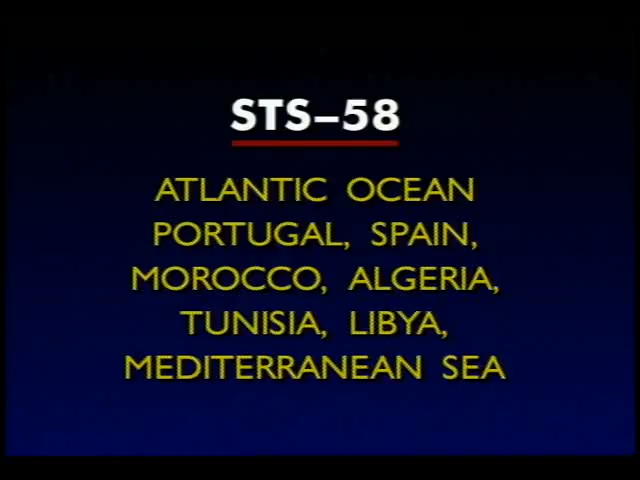 STS-58
ATLANTIC OCEAN
PORTUGAL, SPAIN,
MOROCCO, ALGERIA,
TUNISIA, LIBYA,
MEDITERRANEAN SEA